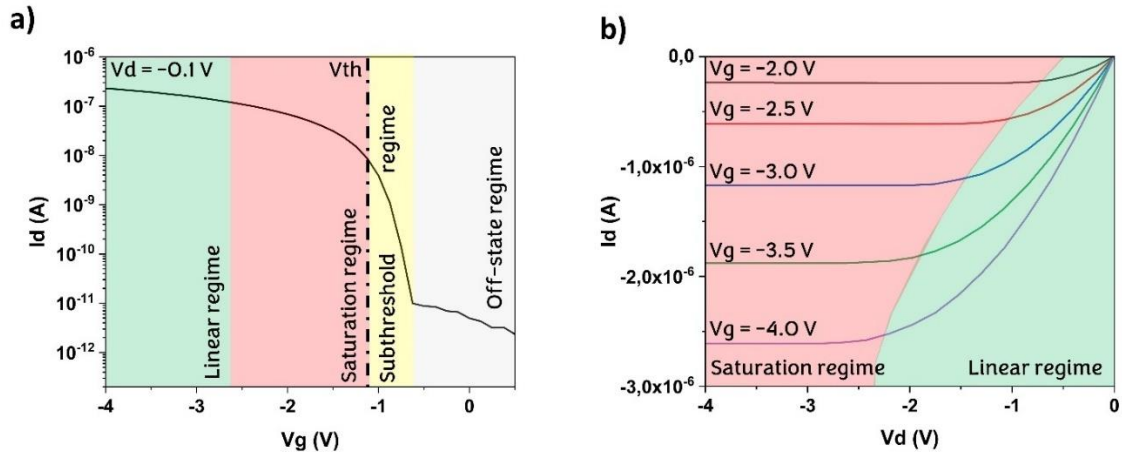 a)
10⁻⁶
10⁻⁷
10⁻⁸
10⁻⁹
10⁻¹⁰
10⁻¹¹
10⁻¹²
Id (A)
Vd = −0.1 V
Vth
Linear regime
Saturation regime
Subthreshold
regime
Off-state regime
-4
-3
-2
-1
0
Vg (V)
b)
0,0
-1,0x10⁻⁶
-2,0x10⁻⁶
-3,0x10⁻⁶
Id (A)
Vg = −2.0 V
Vg = −2.5 V
Vg = −3.0 V
Vg = −3.5 V
Vg = −4.0 V
Saturation regime
Linear regime
-4
-3
-2
-1
0
Vd (V)